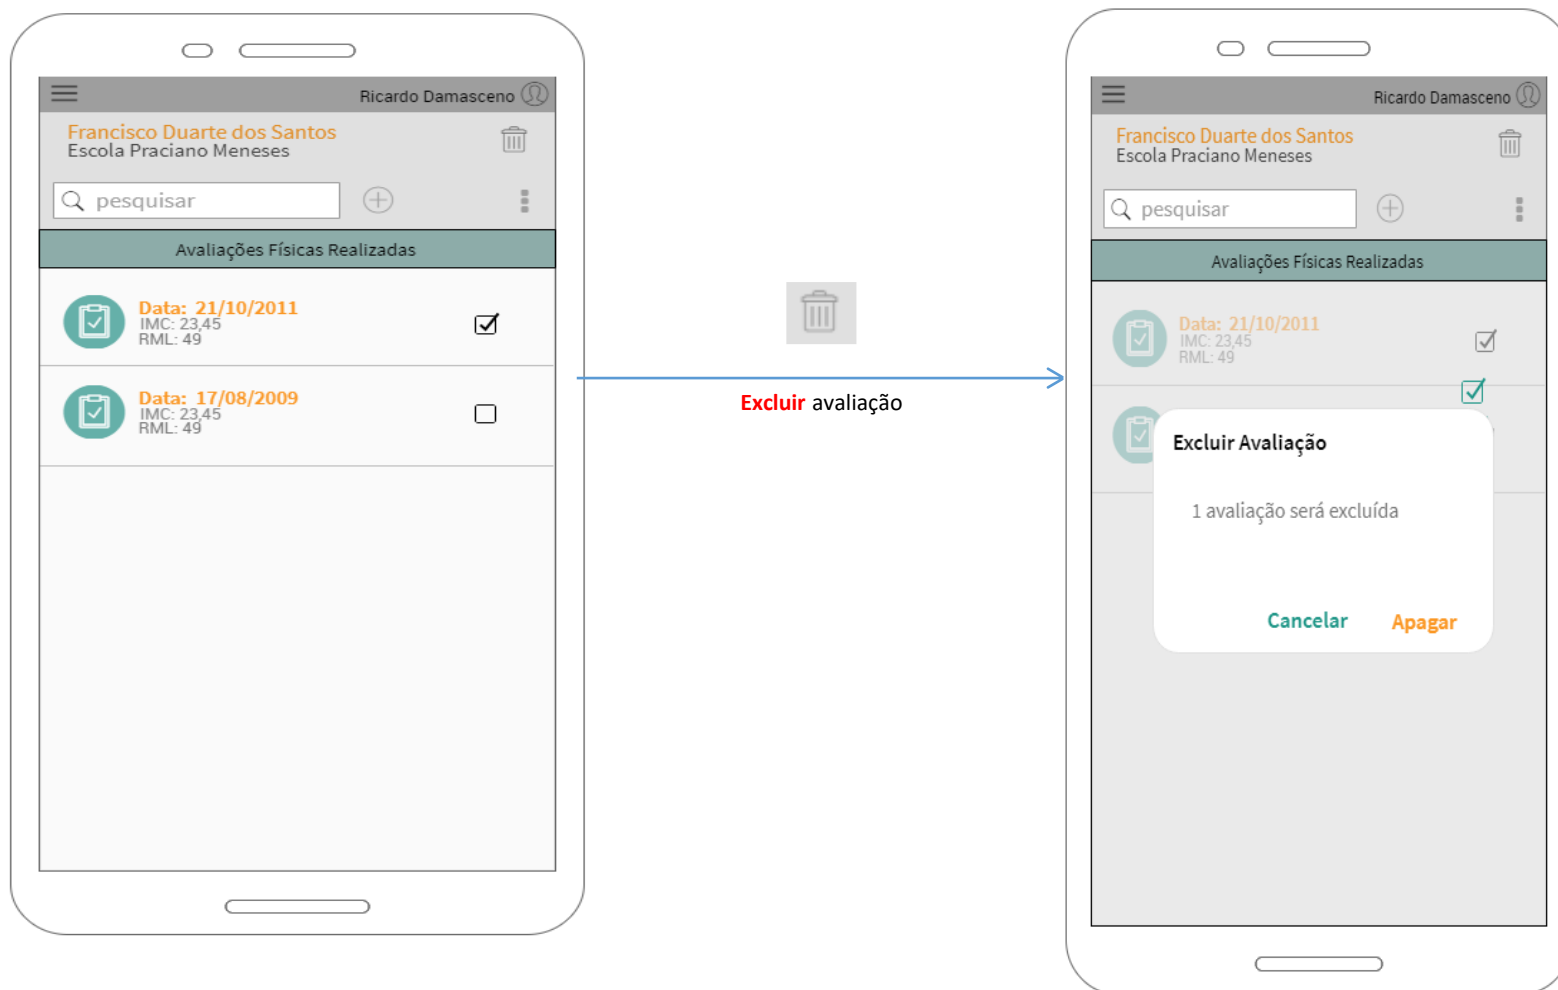 Ricardo Damasceno
Francisco Duarte dos Santos
Escola Praciano Meneses
pesquisar
Avaliações Físicas Realizadas
Data: 21/10/2011
IMC: 23,45
RML: 49
Data: 17/08/2009
IMC: 23,45
RML: 49
Excluir avaliação
Ricardo Damasceno
Francisco Duarte dos Santos
Escola Praciano Meneses
pesquisar
Avaliações Físicas Realizadas
Data: 21/10/2011
IMC: 23,45
RML: 49
Excluir Avaliação
1 avaliação será excluída
Cancelar Apagar